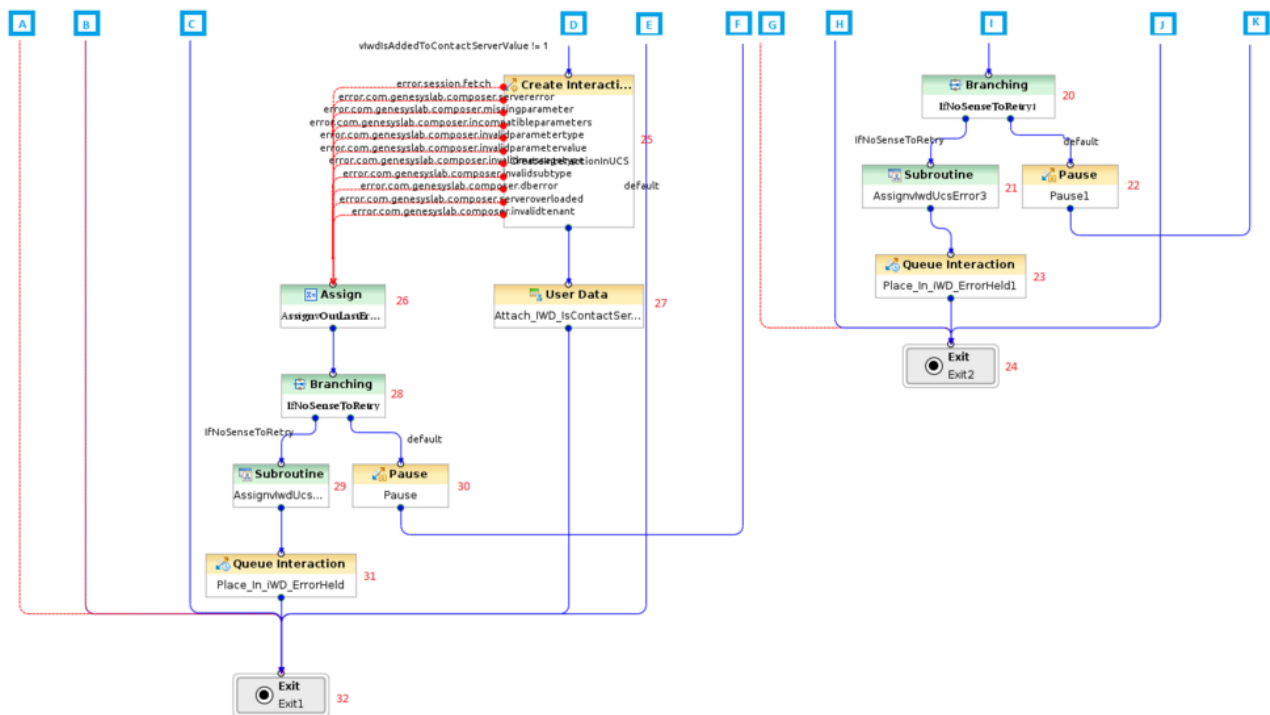 A
B
C
D
E
F
G
H
I
J
K
vIwdIsAddedToContactServerValue != 1
Create Interacti...
error.session.fetch
error.com.genesyslab.composer.servererror
error.com.genesyslab.composer.missingparameter
error.com.genesyslab.composer.incompatibleparameters
error.com.genesyslab.composer.invalidparametertype
error.com.genesyslab.composer.invalidparametervalue
InteractionInUCS
error.com.genesyslab.composer.invalidsubtype
error.com.genesyslab.composer.dberror
error.com.genesyslab.composer.serveroverloaded
error.com.genesyslab.composer.invalidtenant
25
default
Assign
AssignvOutLastEr...
26
User Data
Attach_IWD_IsContactSer...
27
Branching
IfNoSenseToRetry
28
IfNoSenseToRetry
default
Subroutine
AssignvIwdUcs...
29
Pause
Pause
30
Queue Interaction
Place_In_iWD_ErrorHeld
31
Exit
Exit1
32
Branching
IfNoSenseToRetry1
20
IfNoSenseToRetry
default
Subroutine
AssignvIwdUcsError3
21
Pause
Pause1
22
Queue Interaction
Place_In_iWD_ErrorHeld1
23
Exit
Exit2
24